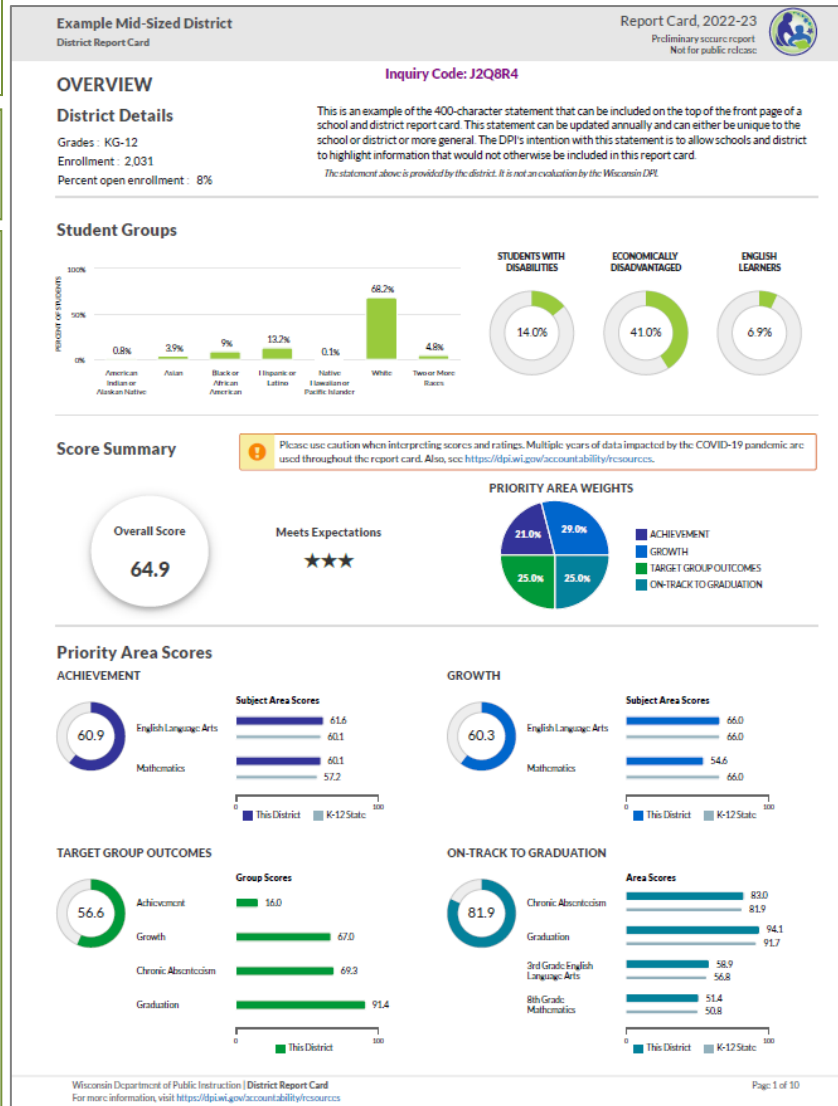 Example Mid-Sized District
District Report Card
Report Card, 2022-23
Preliminary secure report
Not for public release
OVERVIEW
Inquiry Code: J2Q8R4
District Details
Grades : KG-12
Enrollment : 2,031
Percent open enrollment : 8%
This is an example of the 400-character statement that can be included on the top of the front page of a
school and district report card. This statement can be updated annually and can either be unique to the
school or district or more general. The DPI's intention with this statement is to allow schools and district
to highlight information that would not otherwise be included in this report card.
The statement above is provided by the district. It is not an evaluation by the Wisconsin DPI.
Student Groups
PERCENT OF STUDENTS
100%
50%
0%
0.8%
3.9%
9%
13.2%
0.1%
68.2%
4.8%
American Indian or Alaskan Native
Asian
Black or African American
Hispanic or Latino
Native Hawaiian or Pacific Islander
White
Two or More Races
STUDENTS WITH DISABILITIES
14.0%
ECONOMICALLY DISADVANTAGED
41.0%
ENGLISH LEARNERS
6.9%
Score Summary
Please use caution when interpreting scores and ratings. Multiple years of data impacted by the COVID-19 pandemic are
used throughout the report card. Also, see https://dpi.wi.gov/accountability/resources.
Overall Score
64.9
Meets Expectations
★★★
PRIORITY AREA WEIGHTS
21.0%
29.0%
25.0%
25.0%
ACHIEVEMENT
GROWTH
TARGET GROUP OUTCOMES
ON-TRACK TO GRADUATION
Priority Area Scores
ACHIEVEMENT
60.9
Subject Area Scores
English Language Arts
61.6
60.1
Mathematics
60.1
57.2
0
100
This District
K-12 State
GROWTH
60.3
Subject Area Scores
English Language Arts
66.0
66.0
Mathematics
54.6
66.0
0
100
This District
K-12 State
TARGET GROUP OUTCOMES
56.6
Group Scores
Achievement
16.0
Growth
67.0
Chronic Absenteeism
69.3
Graduation
91.4
0
100
This District
ON-TRACK TO GRADUATION
81.9
Area Scores
Chronic Absenteeism
83.0
81.9
Graduation
94.1
91.7
3rd Grade English
Language Arts
58.9
56.8
8th Grade
Mathematics
51.4
50.8
0
100
This District
K-12 State
Wisconsin Department of Public Instruction | District Report Card
For more information, visit https://dpi.wi.gov/accountability/resources
Page 1 of 10